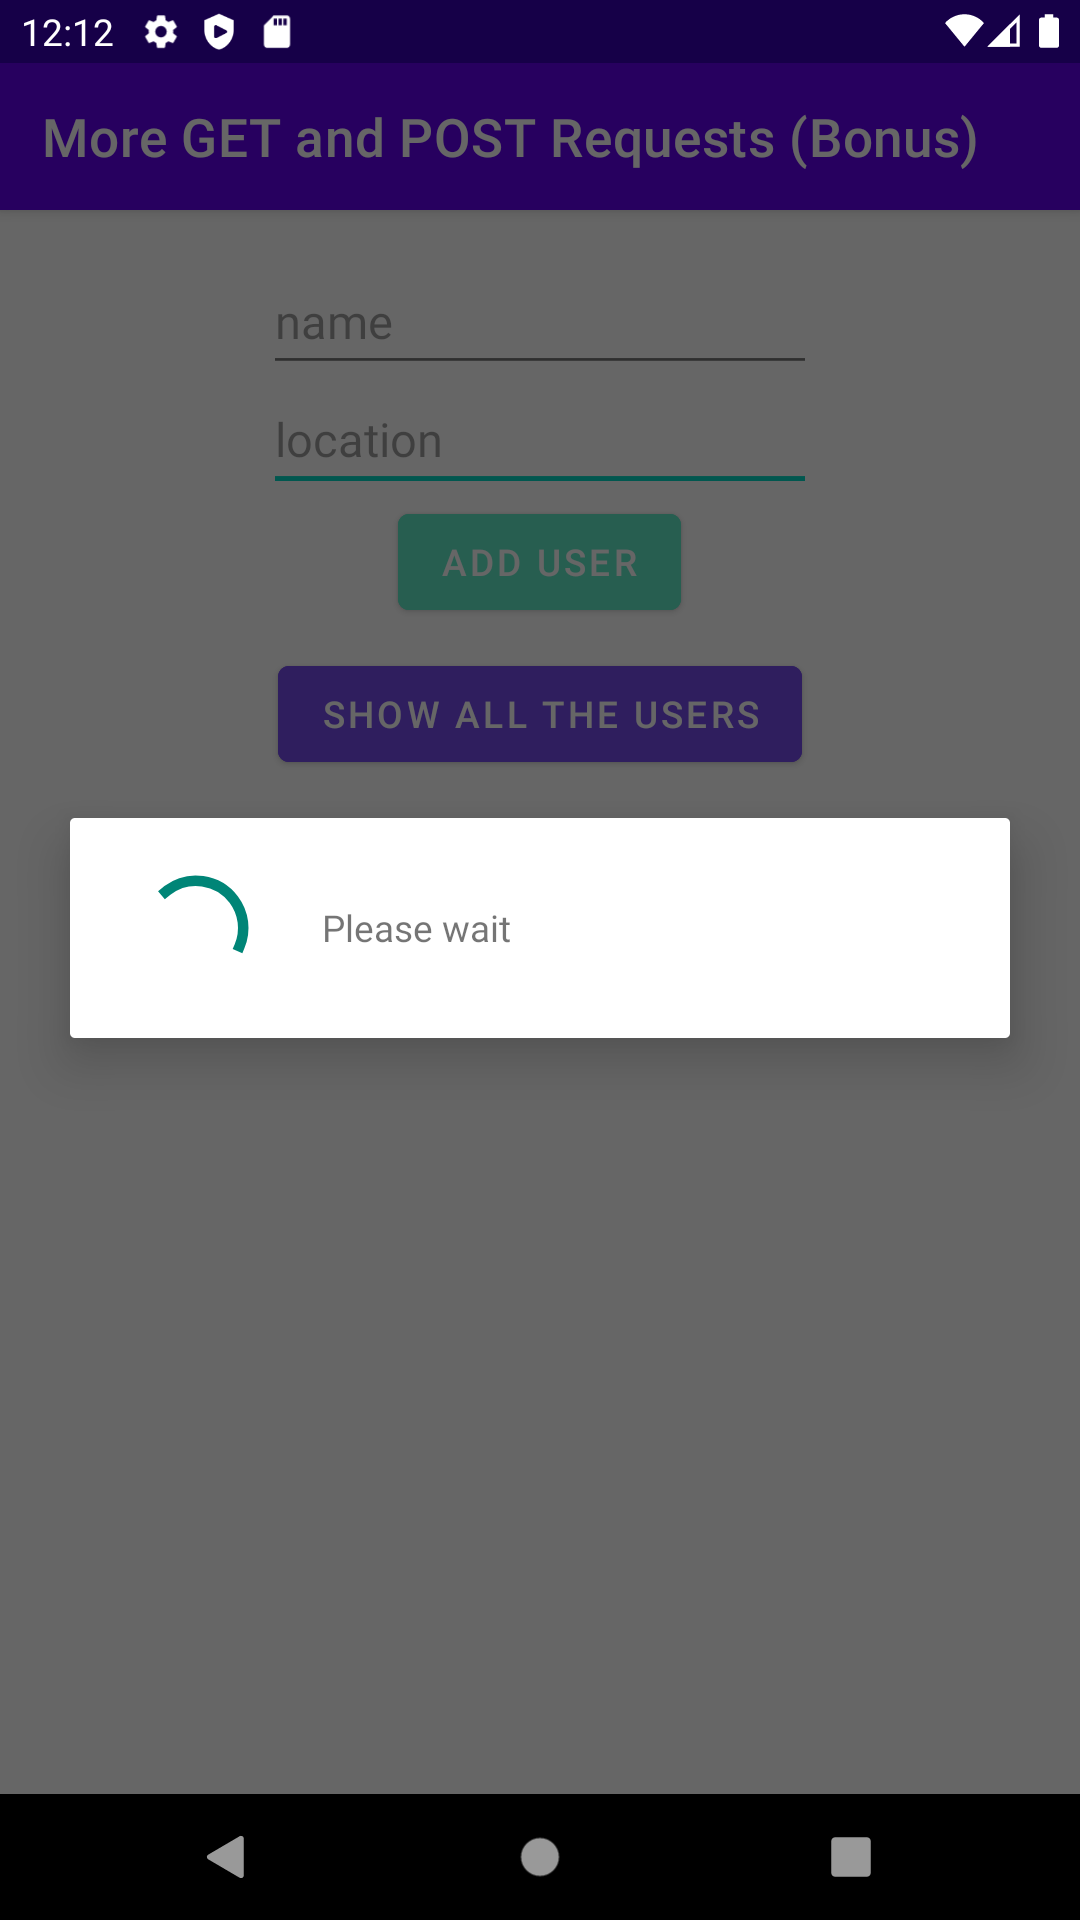 12:12
More GET and POST Requests (Bonus)
name
location
ADD USER
SHOW ALL THE USERS
Please wait